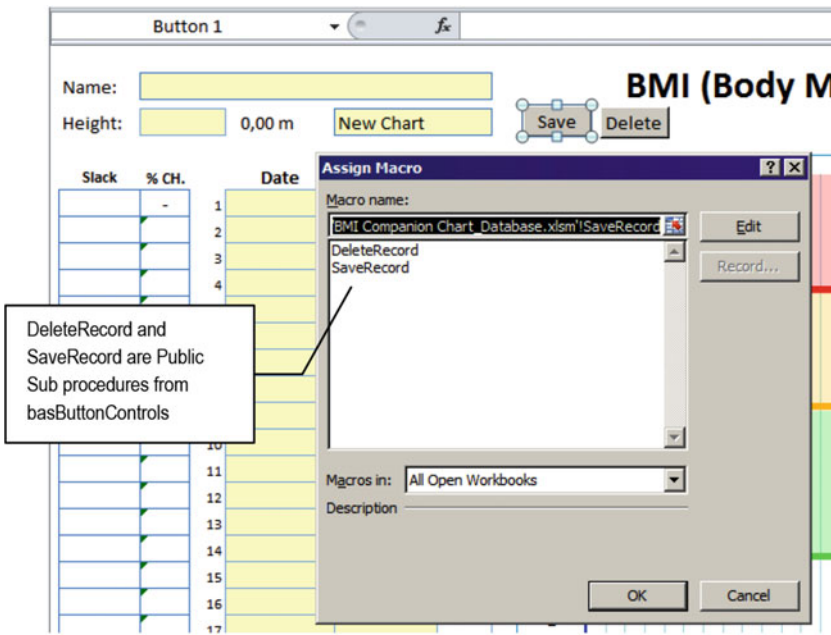 Button 1
fx
Name:
BMI (Body M
Height:
0,00 m
New Chart
Save
Delete
Slack
% CH.
Date
-
1
2
3
4
Assign Macro
Macro name:
BMI Companion Chart_Database.xlsm'!SaveRecord
DeleteRecord
SaveRecord
Edit
Record...
DeleteRecord and
SaveRecord are Public
Sub procedures from
basButtonControls
10
11
12
13
14
15
16
17
Macros in:
All Open Workbooks
Description
OK
Cancel